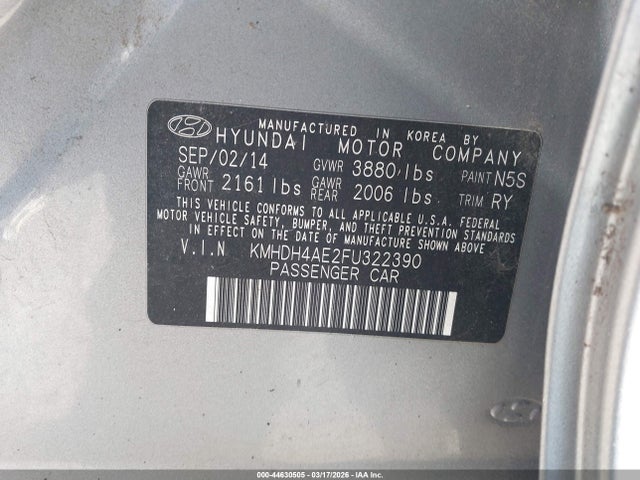 MANUFACTURED IN KOREA BY
HYUNDAI MOTOR COMPANY
SEP/02/14 GVWR 3880 lbs PAINT N5S
GAWR FRONT 2161 lbs GAWR REAR 2006 lbs TRIM RY
THIS VEHICLE CONFORMS TO ALL APPLICABLE U.S.A. FEDERAL
MOTOR VEHICLE SAFETY, BUMPER, AND THEFT PREVENTION STANDARDS
IN EFFECT ON THE DATE OF MANUFACTURE SHOWN ABOVE
V.I.N KMHDH4AE2FU322390
PASSENGER CAR
000-44630505 - 03/17/2026 - IAA Inc.